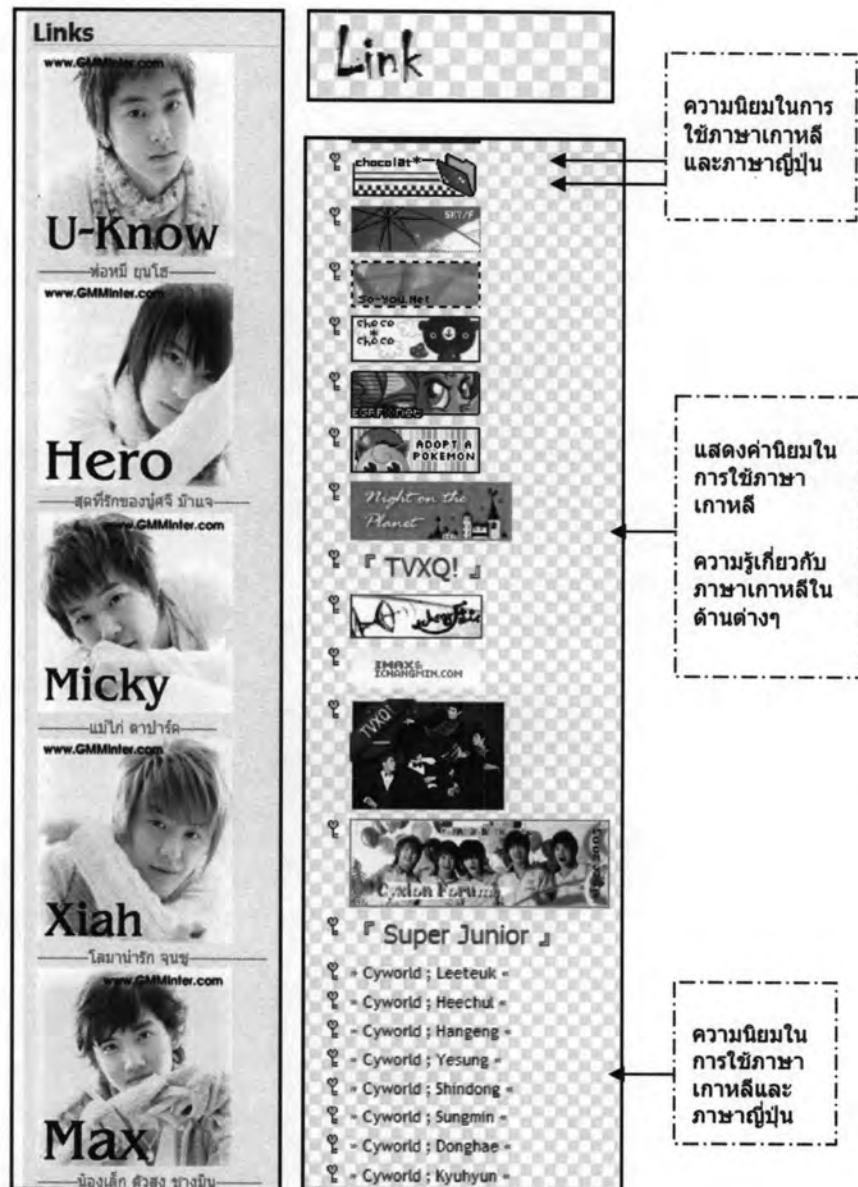 Links
www.GMMInter.com
U-Know
พ่อหมี ยุนโฮ
www.GMMInter.com
Hero
สุดที่รักของบู๋ศจี ม๊าแจ
www.GMMInter.com
Micky
แม่ไก่ ตาปาร์ค
www.GMMInter.com
Xiah
โลมาน่ารัก จุนซู
www.GMMInter.com
Max
น้องเล็ก ตัวสูง ชางมิน
Link
chocolat*
SKY/F
So-you.Net
choco
*
choco
EGRPlanet
ADOPT A
POKEMON
Night on the
Planet
『 TVXQ! 』
IMAX&
ICHANGMIN.COM
TVXQ!
『 Super Junior 』
» Cyworld ; Leeteuk «
» Cyworld ; Heechul «
» Cyworld ; Hangeng «
» Cyworld ; Yesung «
» Cyworld ; Shindong «
» Cyworld ; Sungmin «
» Cyworld ; Donghae «
» Cyworld ; Kyuhyun «
ความนิยมในการ
ใช้ภาษาเกาหลี
และภาษาญี่ปุ่น
แสดงค่านิยมใน
การใช้ภาษา
เกาหลี
ความรู้เกี่ยวกับ
ภาษาเกาหลีใน
ด้านต่างๆ
ความนิยมใน
การใช้ภาษา
เกาหลีและ
ภาษาญี่ปุ่น